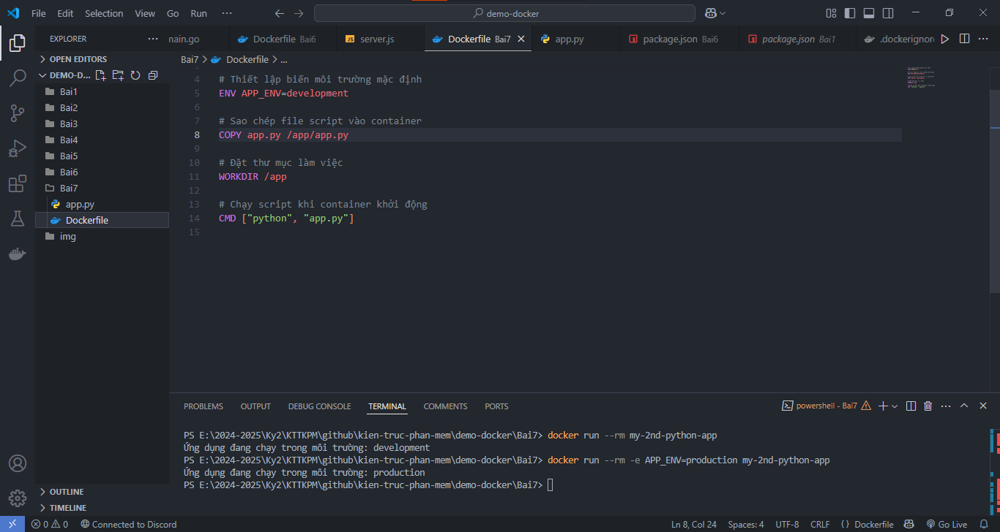 File Edit Selection View Go Run ··· demo-docker
EXPLORER ··· nain.go Dockerfile Bai6 server.js Dockerfile Bai7 app.py package.json Bai6 package.json Bai1 .dockerignor
OPEN EDITORS
DEMO-D...
Bai1
Bai2
Bai3
Bai4
Bai5
Bai6
Bai7
app.py
Dockerfile
img
OUTLINE
TIMELINE
Bai7 > Dockerfile > ...
4 # Thiết lập biến môi trường mặc định
5 ENV APP_ENV=development
6
7 # Sao chép file script vào container
8 COPY app.py /app/app.py
9
10 # Đặt thư mục làm việc
11 WORKDIR /app
12
13 # Chạy script khi container khởi động
14 CMD ["python", "app.py"]
15
PROBLEMS OUTPUT DEBUG CONSOLE TERMINAL COMMENTS PORTS powershell - Bai7
PS E:\2024-2025\Ky2\KTTKPM\github\kien-truc-phan-mem\demo-docker\Bai7> docker run --rm my-2nd-python-app
Ứng dụng đang chạy trong môi trường: development
PS E:\2024-2025\Ky2\KTTKPM\github\kien-truc-phan-mem\demo-docker\Bai7> docker run --rm -e APP_ENV=production my-2nd-python-app
Ứng dụng đang chạy trong môi trường: production
PS E:\2024-2025\Ky2\KTTKPM\github\kien-truc-phan-mem\demo-docker\Bai7>
0 0 Connected to Discord Ln 8, Col 24 Spaces: 4 UTF-8 CRLF {} Dockerfile Go Live